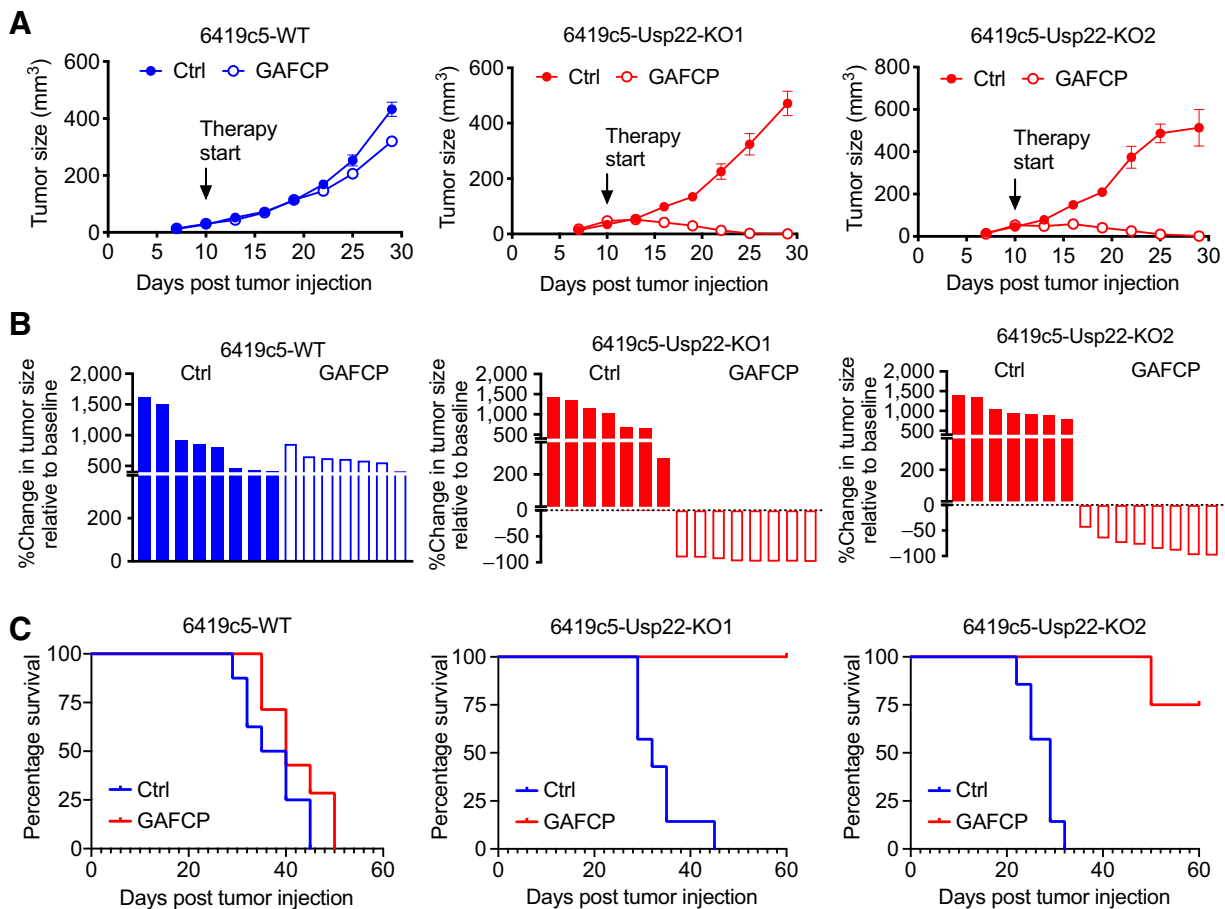 A
6419c5-WT
Ctrl GAFCP
Therapy
start
Tumor size (mm³)
600
400
200
0
0 5 10 15 20 25 30
Days post tumor injection
6419c5-Usp22-KO1
Ctrl GAFCP
Therapy
start
Tumor size (mm³)
600
400
200
0
0 5 10 15 20 25 30
Days post tumor injection
6419c5-Usp22-KO2
Ctrl GAFCP
Therapy
start
Tumor size (mm³)
800
600
400
200
0
0 5 10 15 20 25 30
Days post tumor injection
B
6419c5-WT
Ctrl GAFCP
%Change in tumor size
relative to baseline
2,000
1,500
1,000
500
200
0
6419c5-Usp22-KO1
Ctrl GAFCP
%Change in tumor size
relative to baseline
2,000
1,500
1,000
500
200
0
−50
−100
6419c5-Usp22-KO2
Ctrl GAFCP
%Change in tumor size
relative to baseline
2,000
1,500
1,000
500
200
0
−50
−100
C
6419c5-WT
Percentage survival
100
75
50
25
0
Ctrl
GAFCP
0 20 40 60
Days post tumor injection
6419c5-Usp22-KO1
Percentage survival
100
75
50
25
0
Ctrl
GAFCP
0 20 40 60
Days post tumor injection
6419c5-Usp22-KO2
Percentage survival
100
75
50
25
0
Ctrl
GAFCP
0 20 40 60
Days post tumor injection